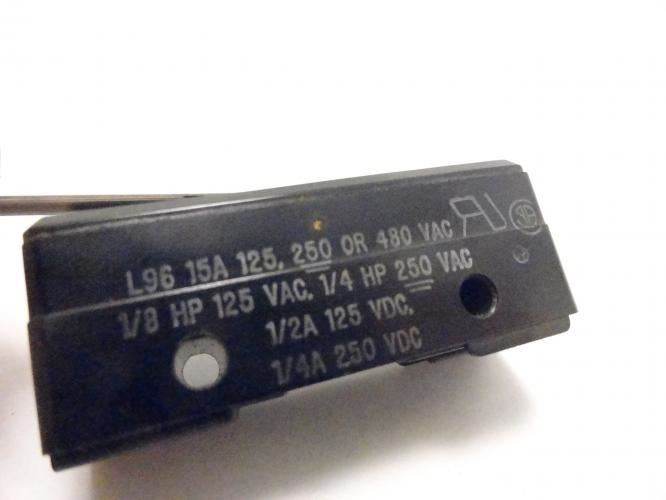 L96 15A 125, 250 OR 480 VAC
1/8 HP 125 VAC. 1/4 HP 250 VAC
1/2A 125 VDC.
1/4A 250 VDC